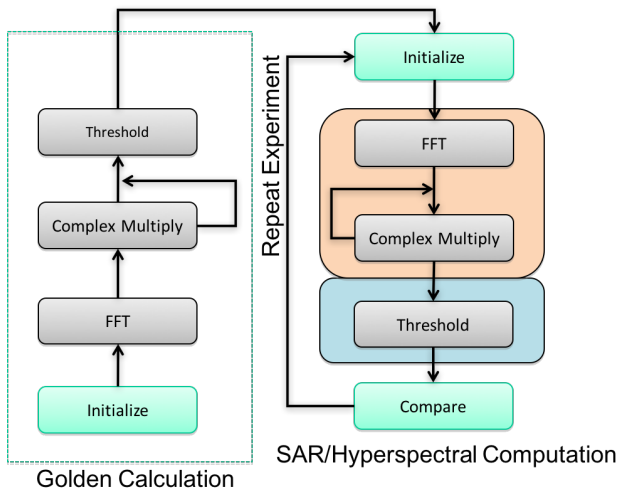 Threshold
Complex Multiply
FFT
Initialize
Golden Calculation
Repeat Experiment
Initialize
FFT
Complex Multiply
Threshold
Compare
SAR/Hyperspectral Computation